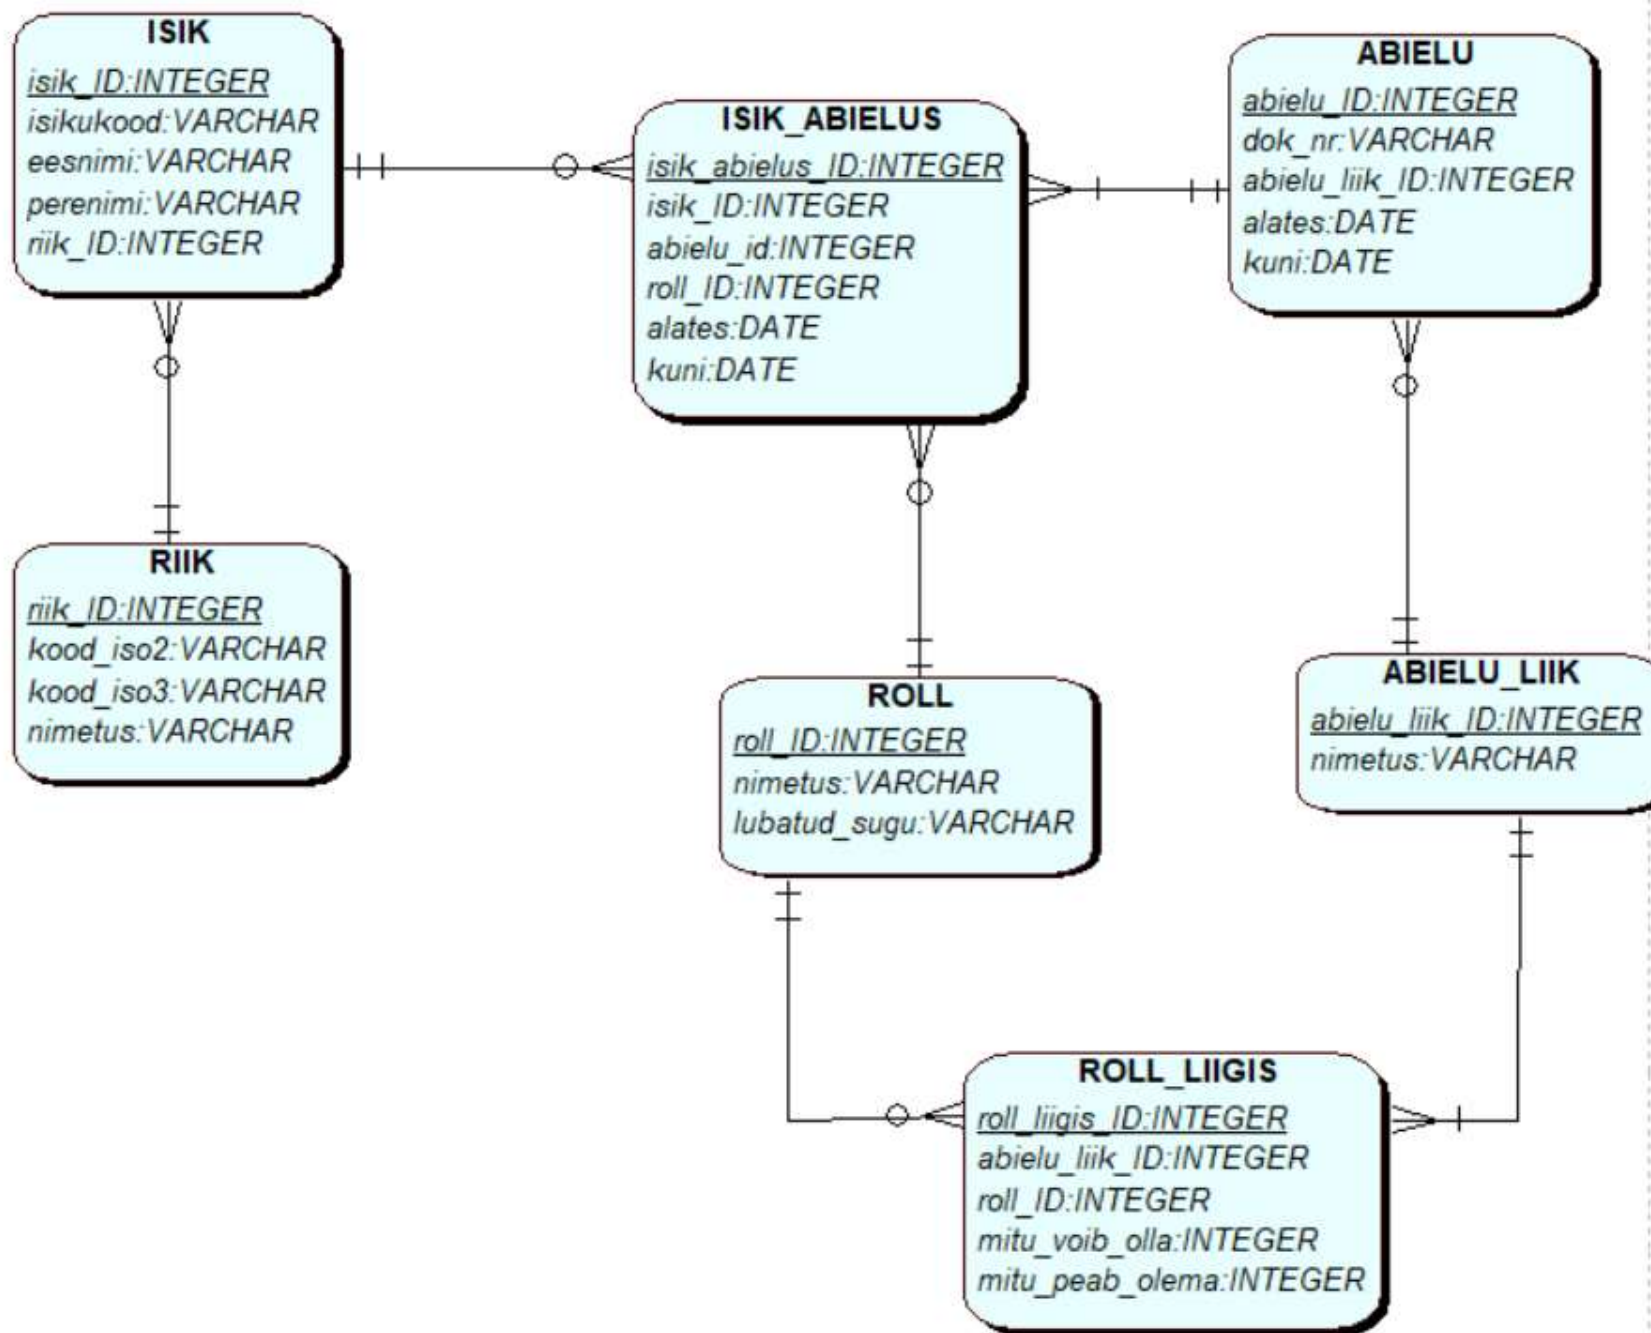 ISIK
isik_ID:INTEGER
isikukood:VARCHAR
eesnimi:VARCHAR
perenimi:VARCHAR
riik_ID:INTEGER
ISIK_ABIELUS
isik_abielus_ID:INTEGER
isik_ID:INTEGER
abielu_id:INTEGER
roll_ID:INTEGER
alates:DATE
kuni:DATE
ABIELU
abielu_ID:INTEGER
dok_nr:VARCHAR
abielu_liik_ID:INTEGER
alates:DATE
kuni:DATE
RIIK
riik_ID:INTEGER
kood_iso2:VARCHAR
kood_iso3:VARCHAR
nimetus:VARCHAR
ROLL
roll_ID:INTEGER
nimetus:VARCHAR
lubatud_sugu:VARCHAR
ABIELU_LIIK
abielu_liik_ID:INTEGER
nimetus:VARCHAR
ROLL_LIIGIS
roll_liigis_ID:INTEGER
abielu_liik_ID:INTEGER
roll_ID:INTEGER
mitu_voib_olla:INTEGER
mitu_peab_olema:INTEGER